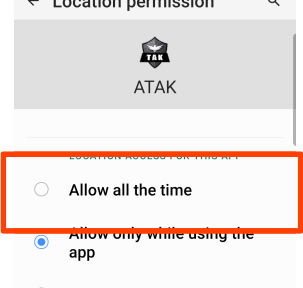 Location permission
TAK
ATAK
LOCATION ACCESS FOR THIS APP
Allow all the time
Allow only while using the
app